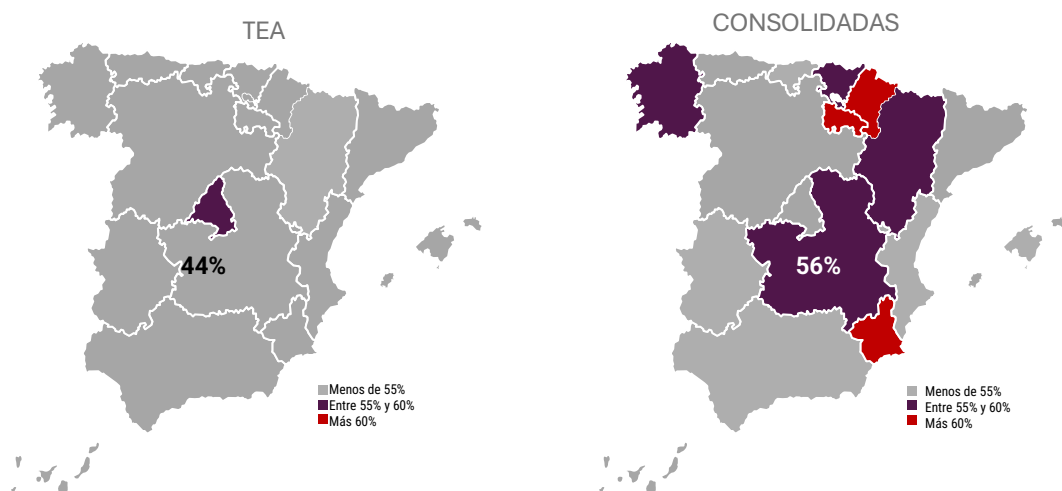 TEA
44%
Menos de 55%
Entre 55% y 60%
Más 60%
CONSOLIDADAS
56%
Menos de 55%
Entre 55% y 60%
Más 60%